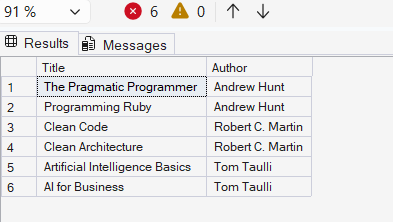 91 % 6 0
Results Messages
Title Author
1 The Pragmatic Programmer Andrew Hunt
2 Programming Ruby Andrew Hunt
3 Clean Code Robert C. Martin
4 Clean Architecture Robert C. Martin
5 Artificial Intelligence Basics Tom Taulli
6 AI for Business Tom Taulli